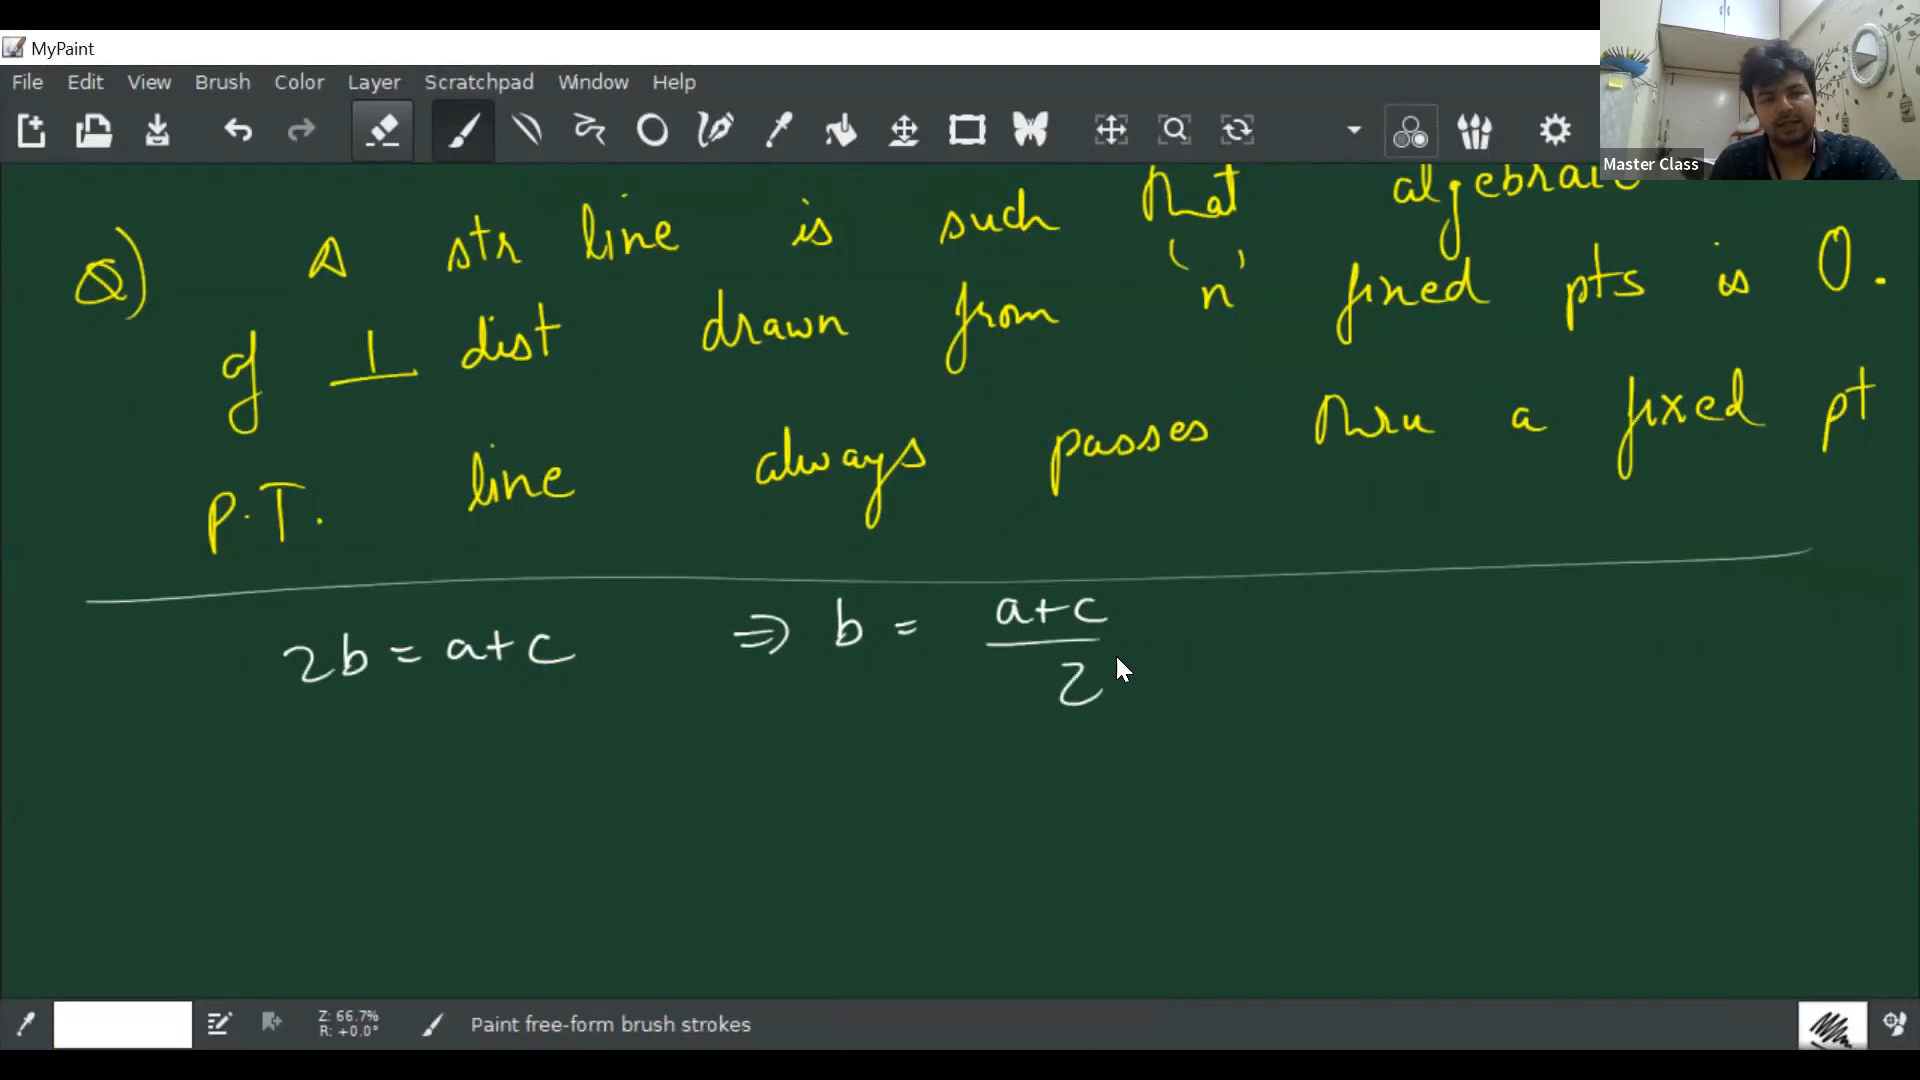 MyPaint
File Edit View Brush Color Layer Scratchpad Window Help
Master Class
Q) A str line is such that algebraic
of ⊥ dist drawn from 'n' fixed pts is 0.
P.T. line always passes thru a fixed pt
2b = a+c ⇒ b = a+c
2
Z: 66.7%
R: +0.0°
Paint free-form brush strokes